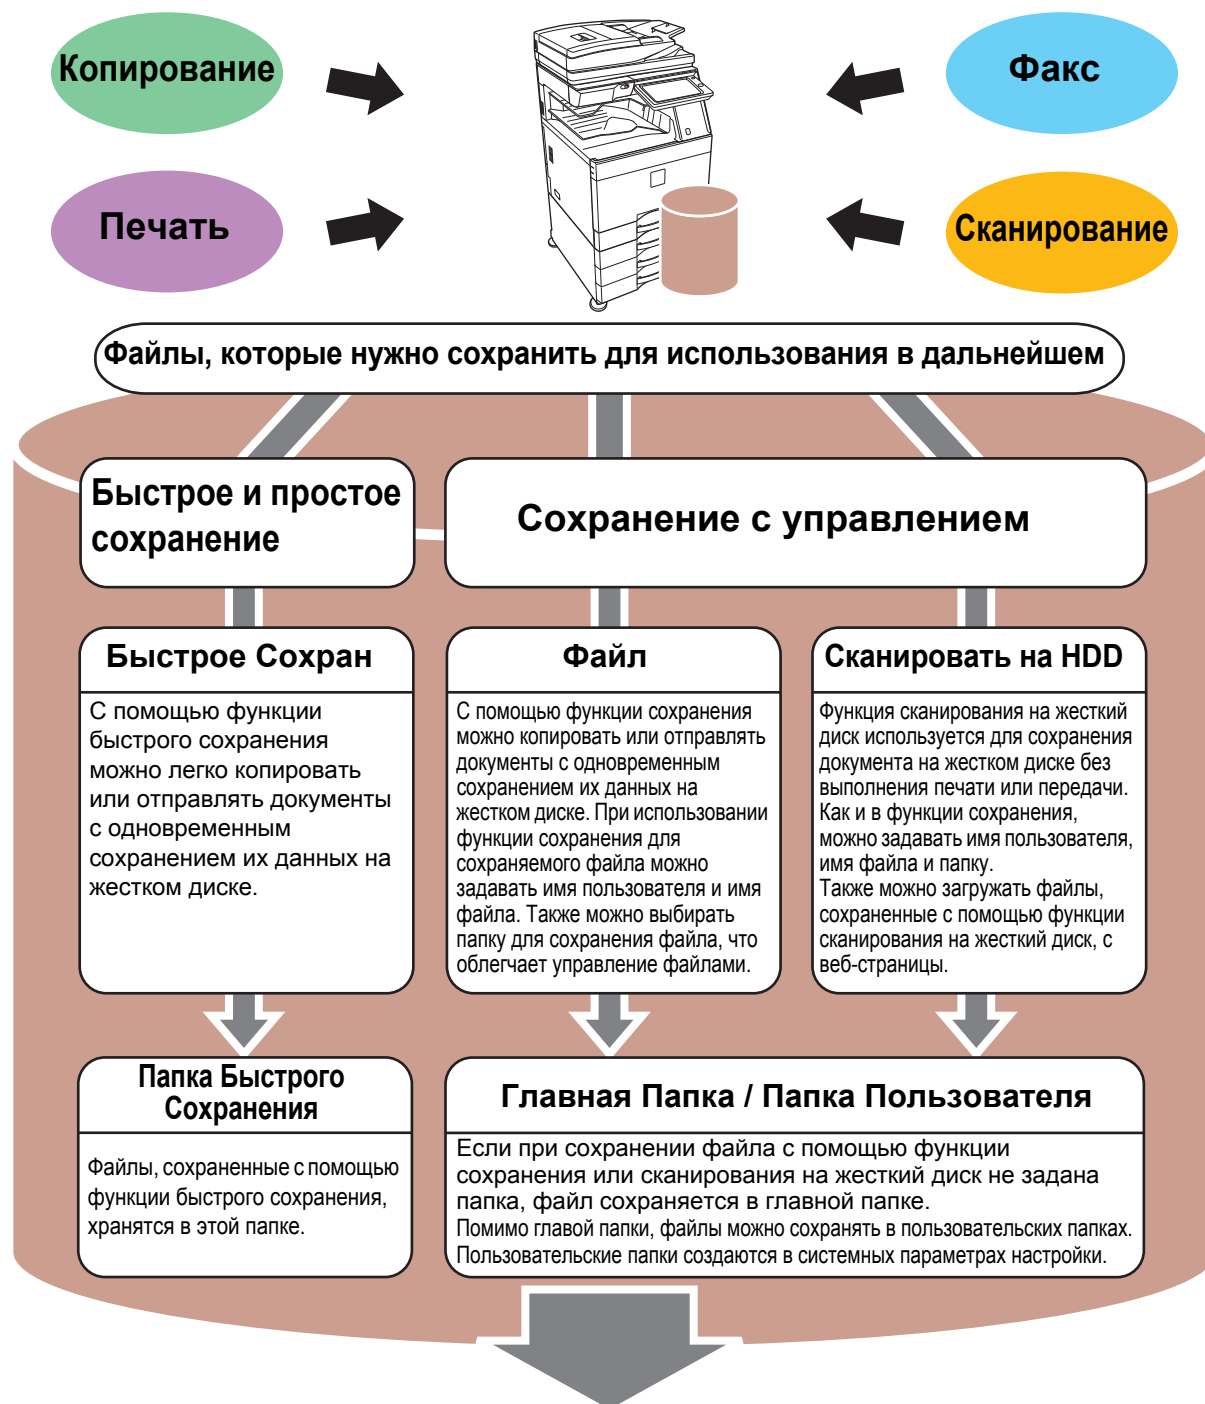 Копирование
Факс
Печать
Сканирование
Файлы, которые нужно сохранить для использования в дальнейшем
Быстрое и простое
сохранение
Сохранение с управлением
Быстрое Сохран
С помощью функции
быстрого сохранения
можно легко копировать
или отправлять документы
с одновременным
сохранением их данных на
жестком диске.
Файл
С помощью функции сохранения
можно копировать или отправлять
документы с одновременным
сохранением их данных на
жестком диске. При использовании
функции сохранения для
сохраняемого файла можно
задавать имя пользователя и имя
файла. Также можно выбирать
папку для сохранения файла, что
облегчает управление файлами.
Сканировать на HDD
Функция сканирования на жесткий
диск используется для сохранения
документа на жестком диске без
выполнения печати или передачи.
Как и в функции сохранения,
можно задавать имя пользователя,
имя файла и папку.
Также можно загружать файлы,
сохраненные с помощью функции
сканирования на жесткий диск, с
веб-страницы.
Папка Быстрого
Сохранения
Файлы, сохраненные с помощью
функции быстрого сохранения,
хранятся в этой папке.
Главная Папка / Папка Пользователя
Если при сохранении файла с помощью функции
сохранения или сканирования на жесткий диск не задана
папка, файл сохраняется в главной папке.
Помимо главой папки, файлы можно сохранять в пользовательских папках.
Пользовательские папки создаются в системных параметрах настройки.